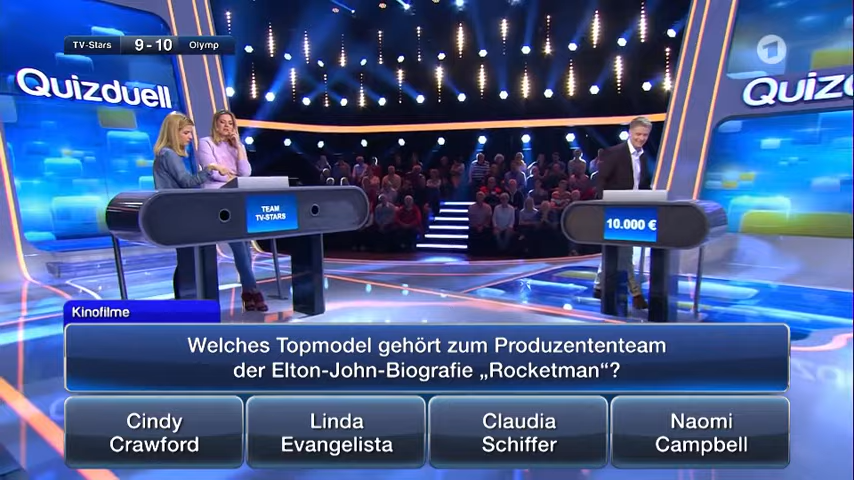 TV-Stars 9-10 Olymp
1
Quizduell
Quizduell
TEAM
TV-STARS
10.000 €
Kinofilme
Welches Topmodel gehört zum Produzententeam
der Elton-John-Biografie „Rocketman“?
Cindy
Crawford
Linda
Evangelista
Claudia
Schiffer
Naomi
Campbell